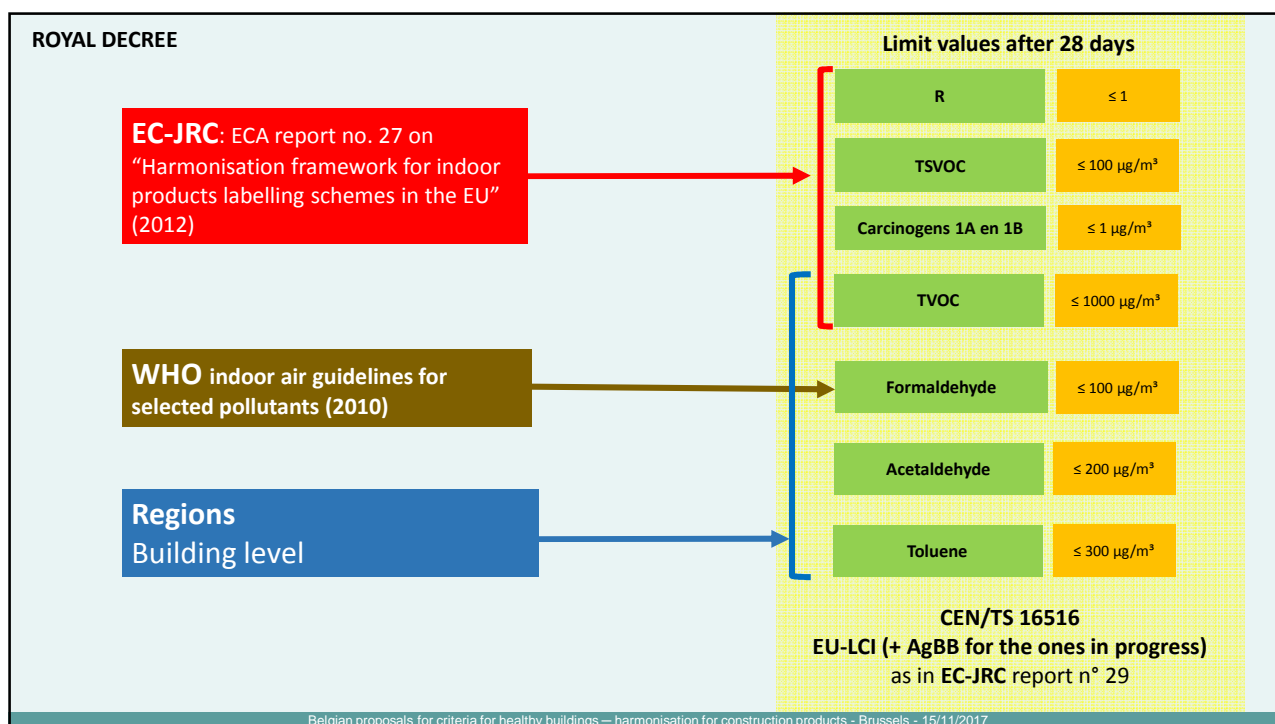 ROYAL DECREE
EC-JRC: ECA report no. 27 on
“Harmonisation framework for indoor
products labelling schemes in the EU”
(2012)
WHO indoor air guidelines for
selected pollutants (2010)
Regions
Building level
Limit values after 28 days
R ≤ 1
TSVOC ≤ 100 µg/m³
Carcinogens 1A en 1B ≤ 1 µg/m³
TVOC ≤ 1000 µg/m³
Formaldehyde ≤ 100 µg/m³
Acetaldehyde ≤ 200 µg/m³
Toluene ≤ 300 µg/m³
CEN/TS 16516
EU-LCI (+ AgBB for the ones in progress)
as in EC-JRC report n° 29
Belgian proposals for criteria for healthy buildings – harmonisation for construction products - Brussels - 15/11/2017